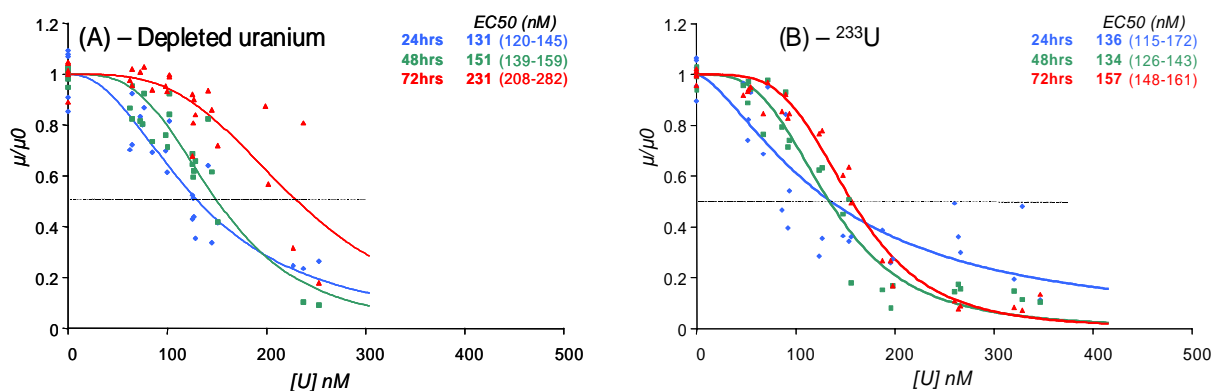 EC50 (nM)
(A) – Depleted uranium
24hrs 131 (120-145)
48hrs 151 (139-159)
72hrs 231 (208-282)
µ/µ0
1.2
1
0.8
0.6
0.4
0.2
0
0 100 200 300 400 500
[U] nM
EC50 (nM)
(B) – ²³³U
24hrs 136 (115-172)
48hrs 134 (126-143)
72hrs 157 (148-161)
µ/µ0
1.2
1
0.8
0.6
0.4
0.2
0
0 100 200 300 400 500
[U] nM